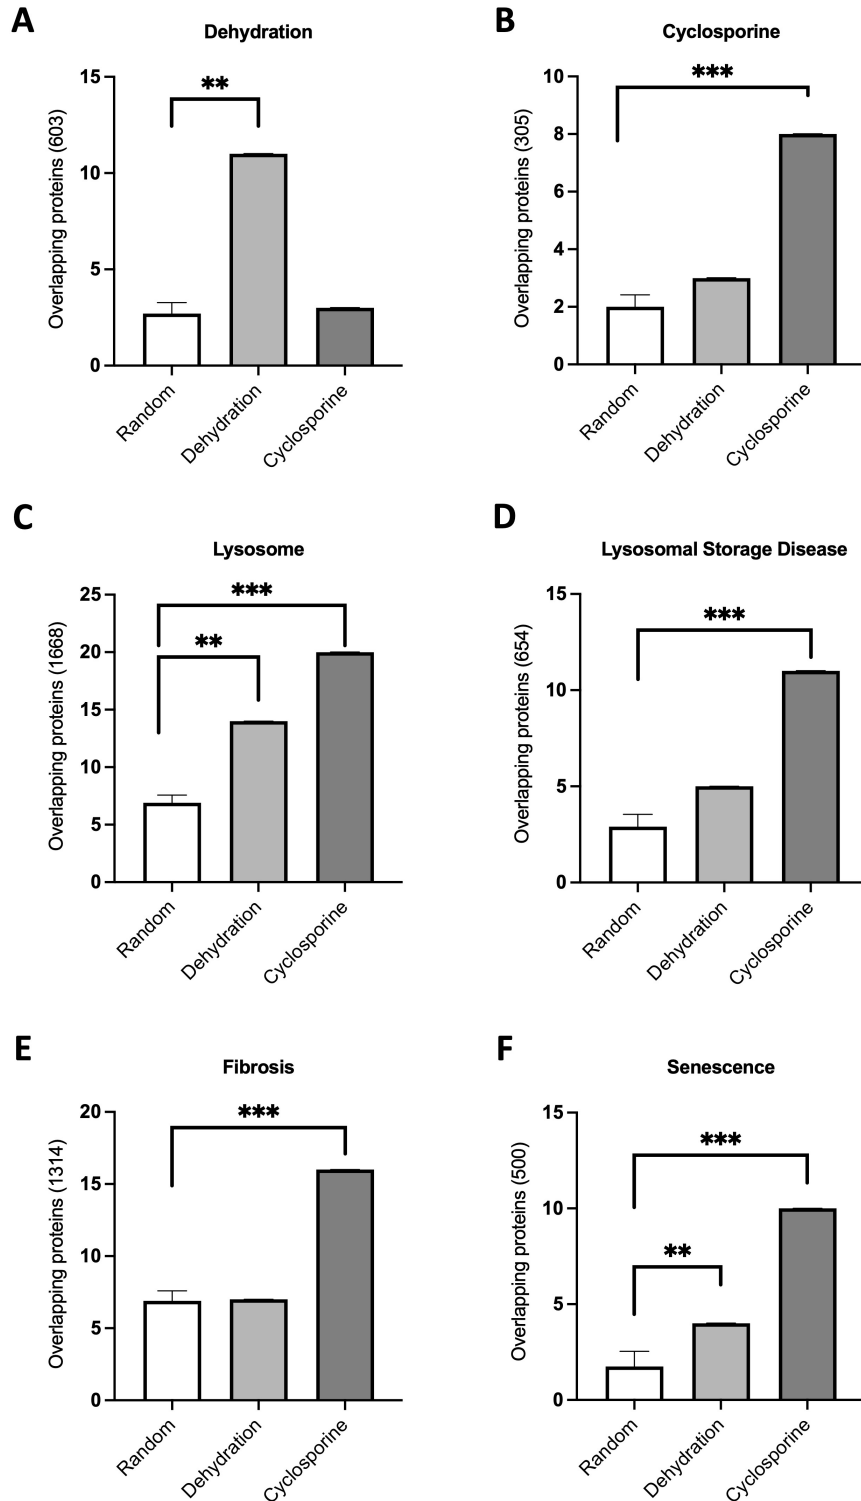 A
Dehydration
Overlapping proteins (603)
15
10
5
0
**
Random
Dehydration
Cyclosporine
B
Cyclosporine
Overlapping proteins (305)
10
8
6
4
2
0
***
Random
Dehydration
Cyclosporine
C
Lysosome
Overlapping proteins (1668)
25
20
15
10
5
0
***
**
Random
Dehydration
Cyclosporine
D
Lysosomal Storage Disease
Overlapping proteins (654)
15
10
5
0
***
Random
Dehydration
Cyclosporine
E
Fibrosis
Overlapping proteins (1314)
20
15
10
5
0
***
Random
Dehydration
Cyclosporine
F
Senescence
Overlapping proteins (500)
15
10
5
0
***
**
Random
Dehydration
Cyclosporine